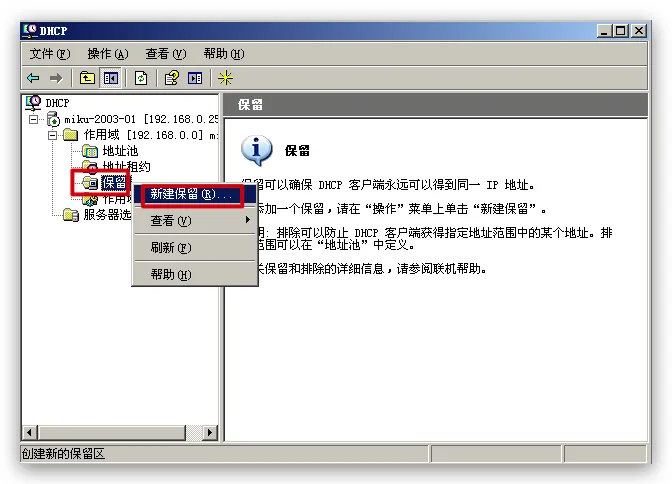 DHCP
文件(F) 操作(A) 查看(V) 帮助(H)
DHCP
miku-2003-01 [192.168.0.25
作用域 [192.168.0.0] mi
地址池
地址租约
保留
作用
服务器选
新建保留(R)...
查看(V)
刷新(F)
帮助(H)
保留
保留
保留可以确保 DHCP 客户端永远可以得到同一 IP 地址。
添加一个保留，请在“操作”菜单上单击“新建保留”。
明: 排除可以防止 DHCP 客户端获得指定地址范围中的某个地址。排
范围可以在“地址池”中定义。
关保留和排除的详细信息，请参阅联机帮助。
创建新的保留区